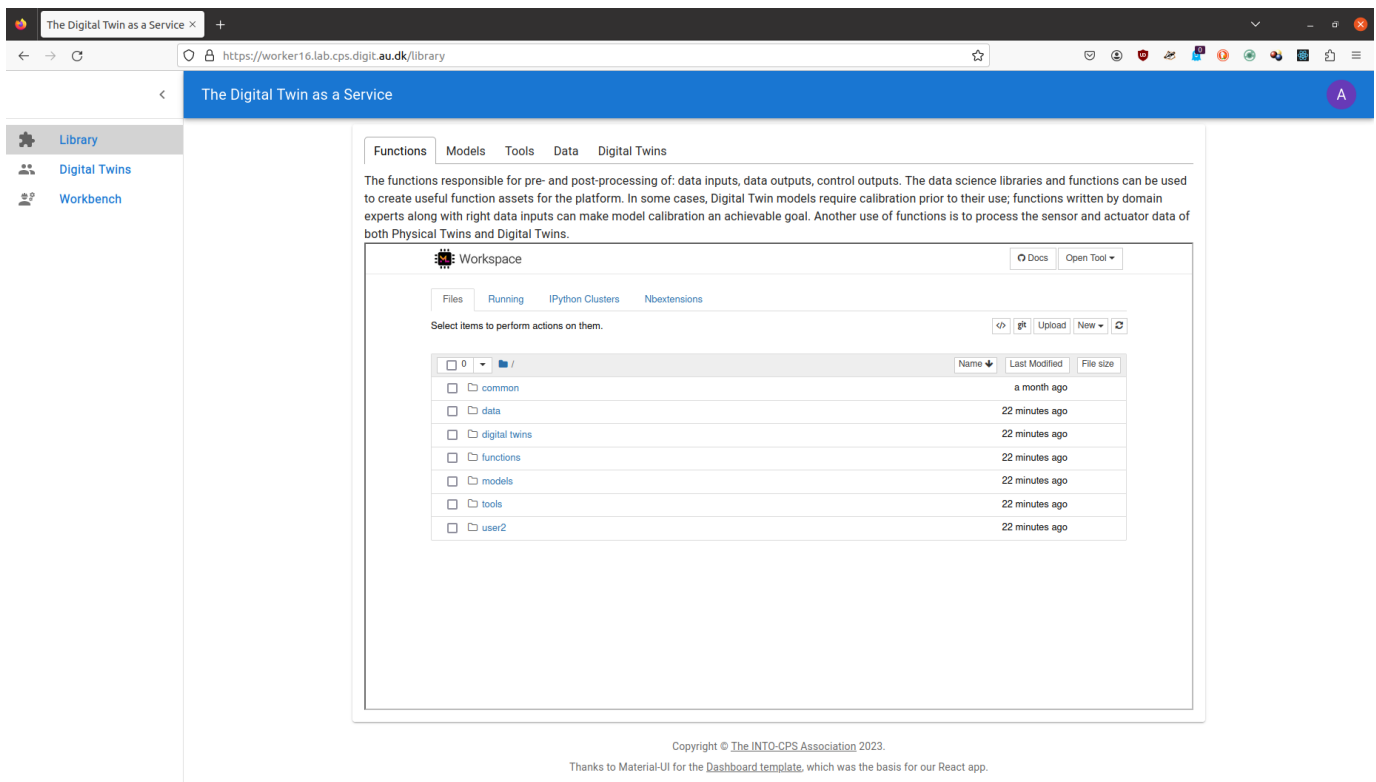 The Digital Twin as a Service × +
https://worker16.lab.cps.digit.au.dk/library
0
The Digital Twin as a Service
A
Library
Digital Twins
Workbench
Functions Models Tools Data Digital Twins
The functions responsible for pre- and post-processing of: data inputs, data outputs, control outputs. The data science libraries and functions can be used
to create useful function assets for the platform. In some cases, Digital Twin models require calibration prior to their use; functions written by domain
experts along with right data inputs can make model calibration an achievable goal. Another use of functions is to process the sensor and actuator data of
both Physical Twins and Digital Twins.
Workspace
Docs Open Tool
Files Running IPython Clusters Nbextensions
Select items to perform actions on them.
</> git Upload New
0 / Name Last Modified File size
common a month ago
data 22 minutes ago
digital twins 22 minutes ago
functions 22 minutes ago
models 22 minutes ago
tools 22 minutes ago
user2 22 minutes ago
Copyright © The INTO-CPS Association 2023.
Thanks to Material-UI for the Dashboard template, which was the basis for our React app.